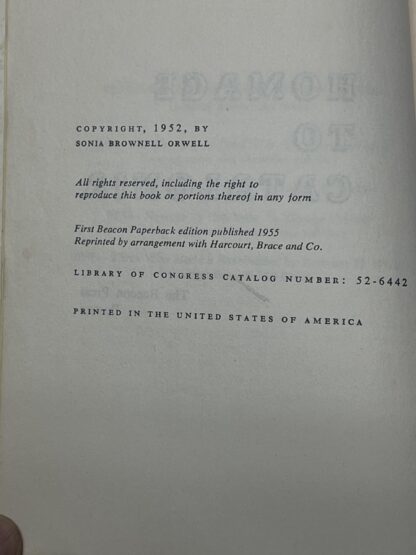 COPYRIGHT, 1952, BY
SONIA BROWNELL ORWELL
All rights reserved, including the right to
reproduce this book or portions thereof in any form
First Beacon Paperback edition published 1955
Reprinted by arrangement with Harcourt, Brace and Co.
LIBRARY OF CONGRESS CATALOG NUMBER: 52-6442
PRINTED IN THE UNITED STATES OF AMERICA